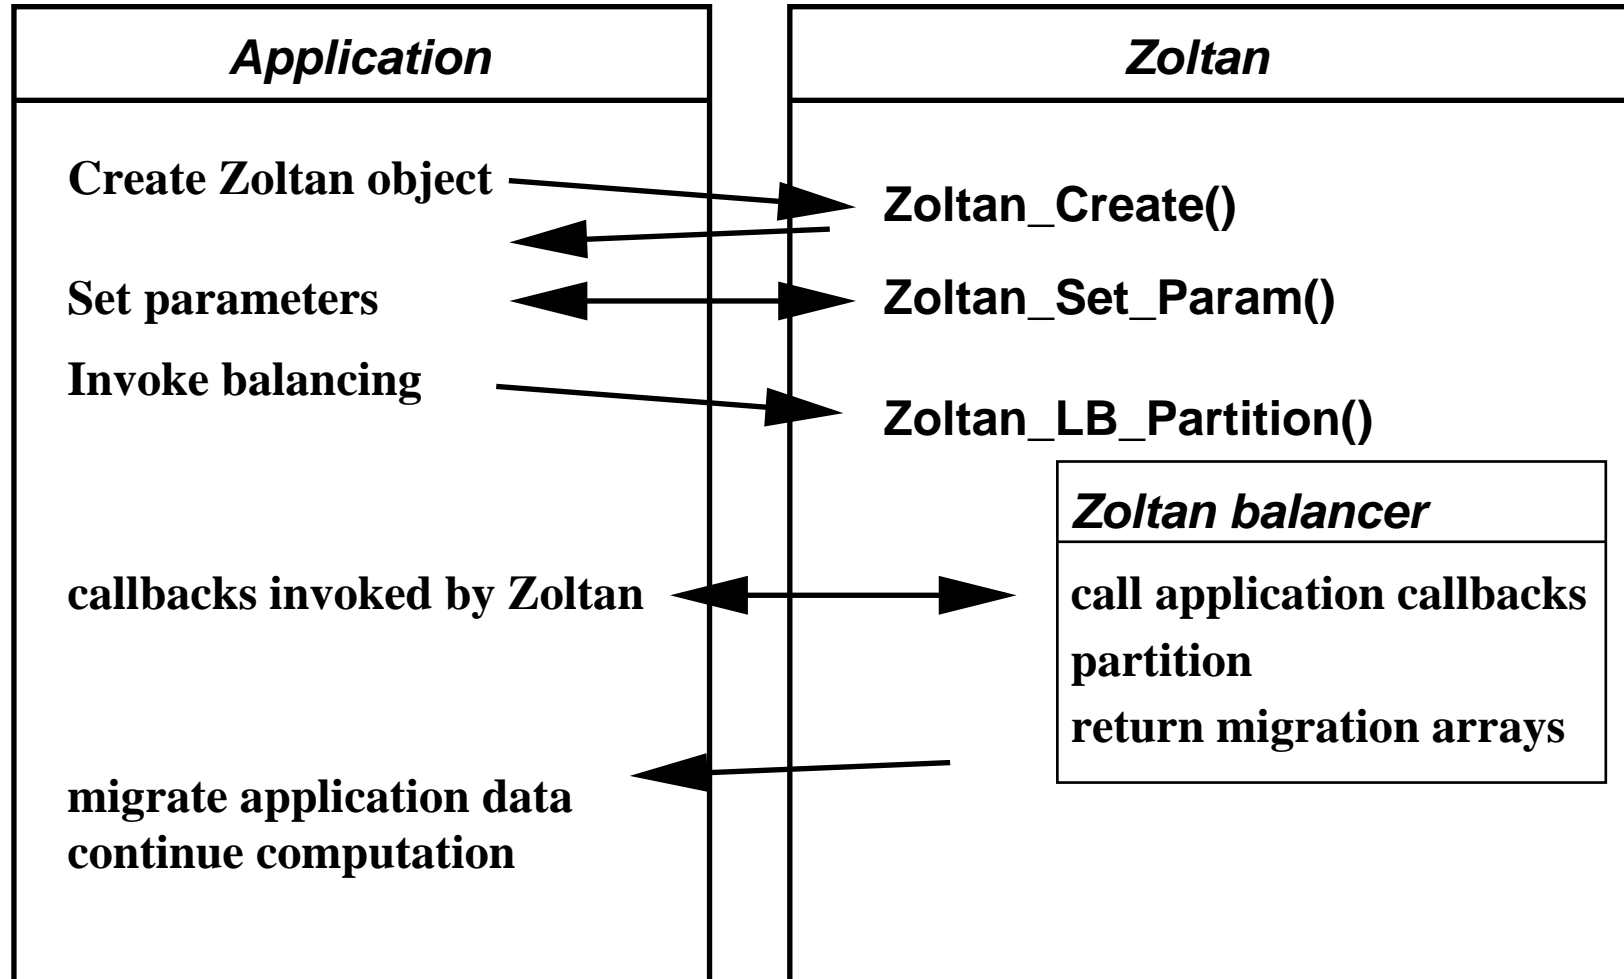 Application
Create Zoltan object
Set parameters
Invoke balancing
callbacks invoked by Zoltan
migrate application data
continue computation
Zoltan
Zoltan_Create()
Zoltan_Set_Param()
Zoltan_LB_Partition()
Zoltan balancer
call application callbacks
partition
return migration arrays